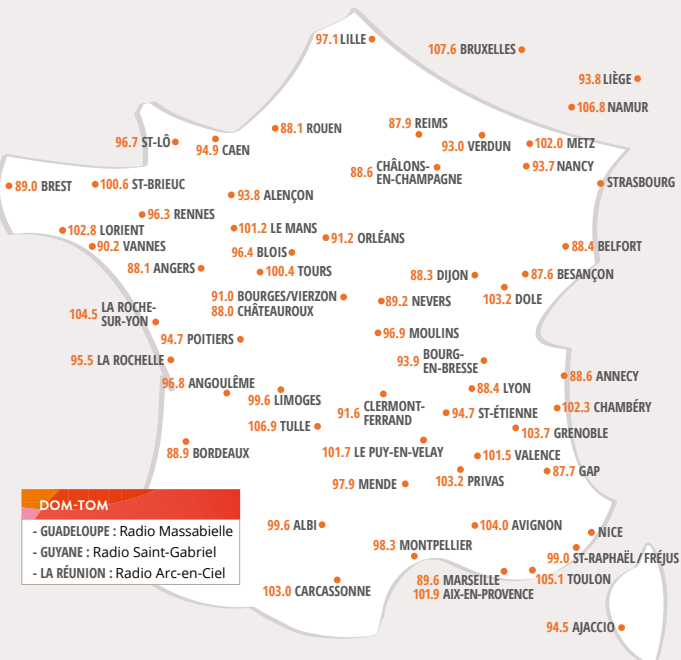 97.1 LILLE
107.6 BRUXELLES
93.8 LIÈGE
106.8 NAMUR
88.1 ROUEN
87.9 REIMS
96.7 ST-LÔ
94.9 CAEN
93.0 VERDUN
102.0 METZ
88.6 CHÂLONS-
EN-CHAMPAGNE
93.7 NANCY
STRASBOURG
89.0 BREST
100.6 ST-BRIEUC
93.8 ALENÇON
96.3 RENNES
102.8 LORIENT
101.2 LE MANS
91.2 ORLÉANS
90.2 VANNES
96.4 BLOIS
88.4 BELFORT
88.1 ANGERS
100.4 TOURS
88.3 DIJON
87.6 BESANÇON
91.0 BOURGES/VIERZON
88.0 CHÂTEAUROUX
89.2 NEVERS
103.2 DOLE
104.5 LA ROCHE-
SUR-YON
94.7 POITIERS
96.9 MOULINS
95.5 LA ROCHELLE
93.9 BOURG-
EN-BRESSE
88.6 ANNECY
96.8 ANGOULÊME
99.6 LIMOGES
88.4 LYON
91.6 CLERMONT-
FERRAND
94.7 ST-ÉTIENNE
102.3 CHAMBÉRY
106.9 TULLE
103.7 GRENOBLE
88.9 BORDEAUX
101.7 LE PUY-EN-VELAY
101.5 VALENCE
97.9 MENDE
103.2 PRIVAS
87.7 GAP
DOM-TOM
- GUADELOUPE : Radio Massabielle
- GUYANE : Radio Saint-Gabriel
- LA RÉUNION : Radio Arc-en-Ciel
99.6 ALBI
104.0 AVIGNON
NICE
98.3 MONTPELLIER
99.0 ST-RAPHAËL / FRÉJUS
103.0 CARCASSONNE
89.6 MARSEILLE
101.9 AIX-EN-PROVENCE
105.1 TOULON
94.5 AJACCIO